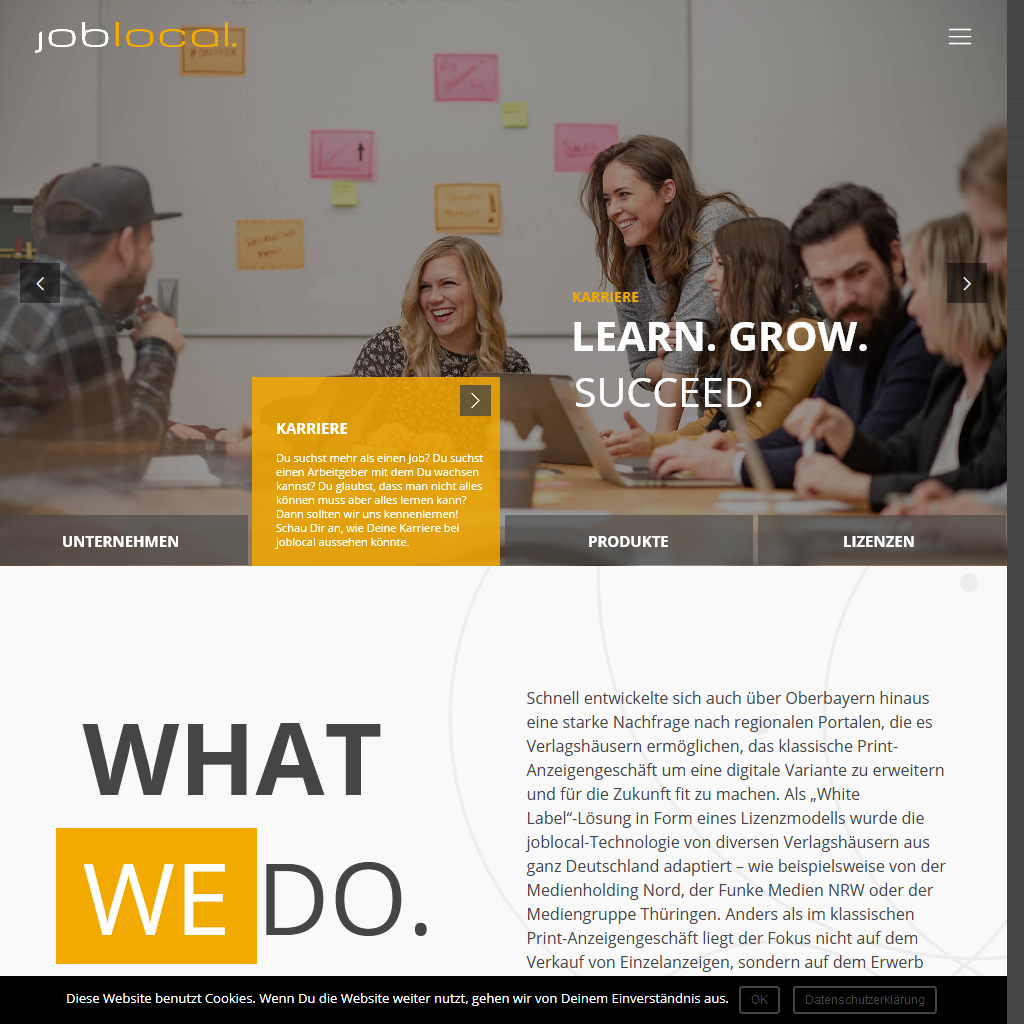 joblocal.
SALES
KARRIERE
LEARN. GROW.
SUCCEED.
KARRIERE
Du suchst mehr als einen Job? Du suchst
einen Arbeitgeber mit dem Du wachsen
kannst? Du glaubst, dass man nicht alles
können muss aber alles lernen kann?
Dann sollten wir uns kennenlernen!
Schau Dir an, wie Deine Karriere bei
joblocal aussehen könnte.
UNTERNEHMEN
PRODUKTE
LIZENZEN
WHAT
WE DO.
Schnell entwickelte sich auch über Oberbayern hinaus
eine starke Nachfrage nach regionalen Portalen, die es
Verlagshäusern ermöglichen, das klassische Print-
Anzeigengeschäft um eine digitale Variante zu erweitern
und für die Zukunft fit zu machen. Als „White
Label“-Lösung in Form eines Lizenzmodells wurde die
joblocal-Technologie von diversen Verlagshäusern aus
ganz Deutschland adaptiert – wie beispielsweise von der
Medienholding Nord, der Funke Medien NRW oder der
Mediengruppe Thüringen. Anders als im klassischen
Print-Anzeigengeschäft liegt der Fokus nicht auf dem
Verkauf von Einzelanzeigen, sondern auf dem Erwerb
Diese Website benutzt Cookies. Wenn Du die Website weiter nutzt, gehen wir von Deinem Einverständnis aus.
OK
Datenschutzerklärung